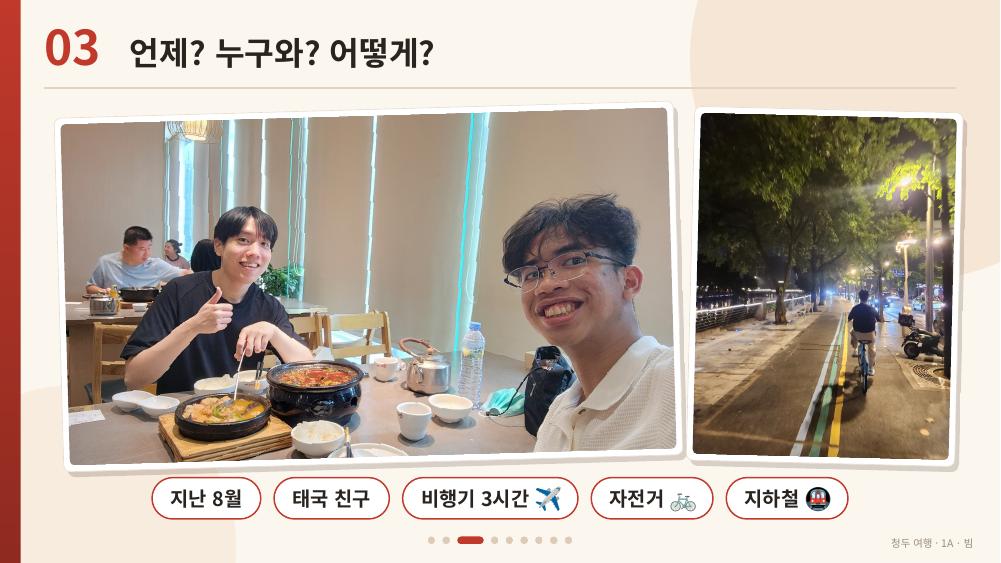 03 언제? 누구와? 어떻게?
지난 8월
태국 친구
비행기 3시간 ✈️
자전거 🚲
지하철 🚇
청두 여행 · 1A · 빔